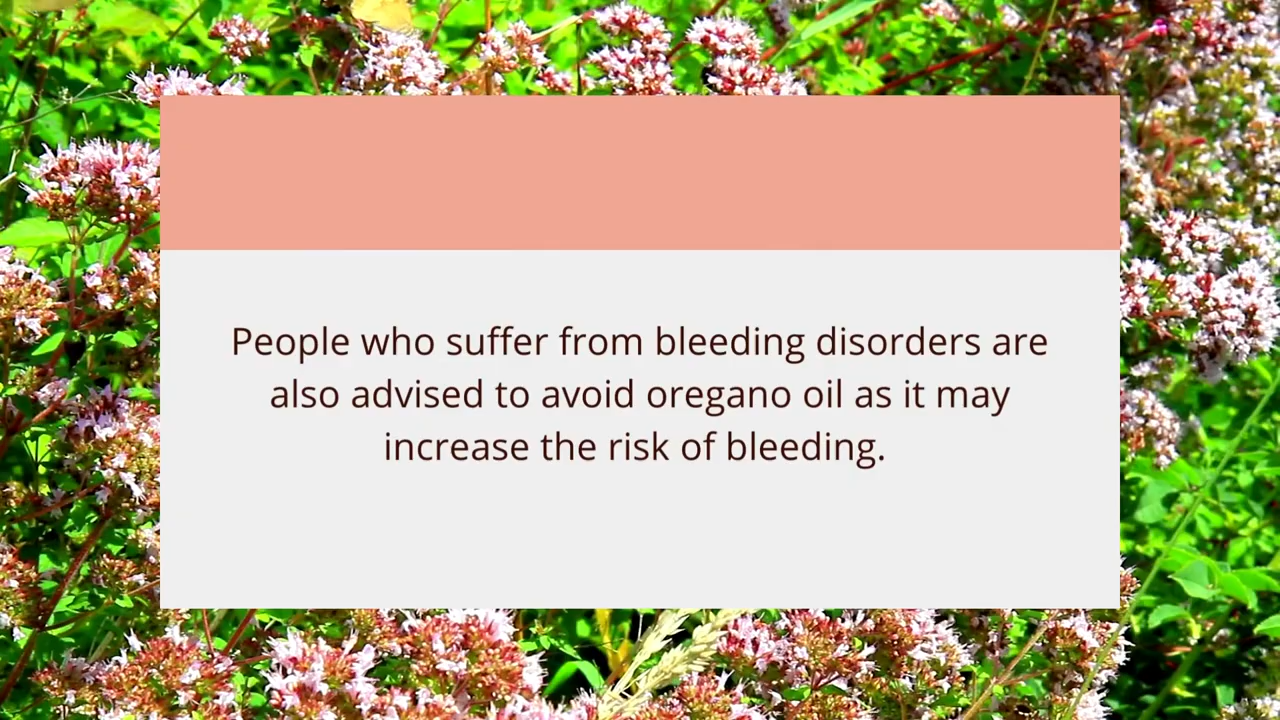 People who suffer from bleeding disorders are
also advised to avoid oregano oil as it may
increase the risk of bleeding.